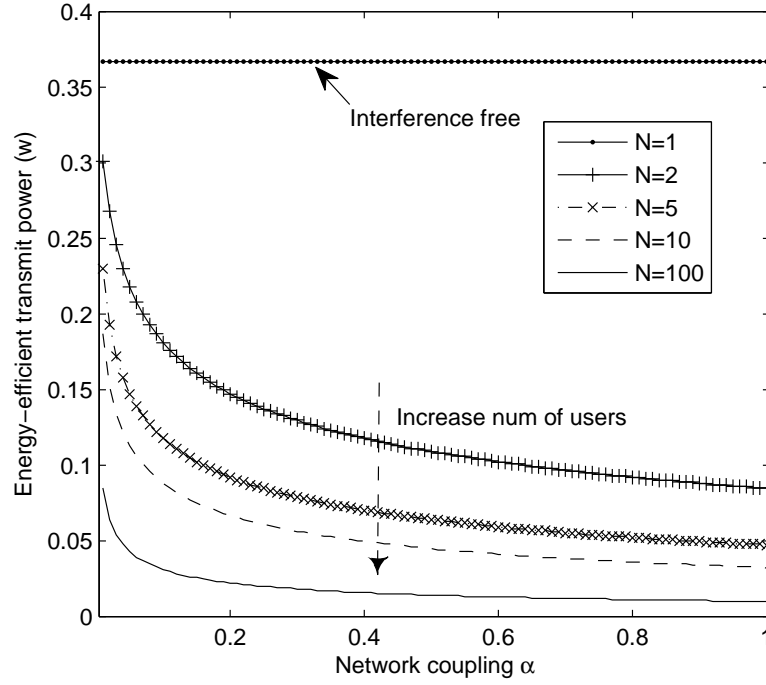 Energy−efficient transmit power (w)
0.4
0.35
0.3
0.25
0.2
0.15
0.1
0.05
0
Interference free
N=1
N=2
N=5
N=10
N=100
Increase num of users
0.2
0.4
0.6
0.8
1
Network coupling α